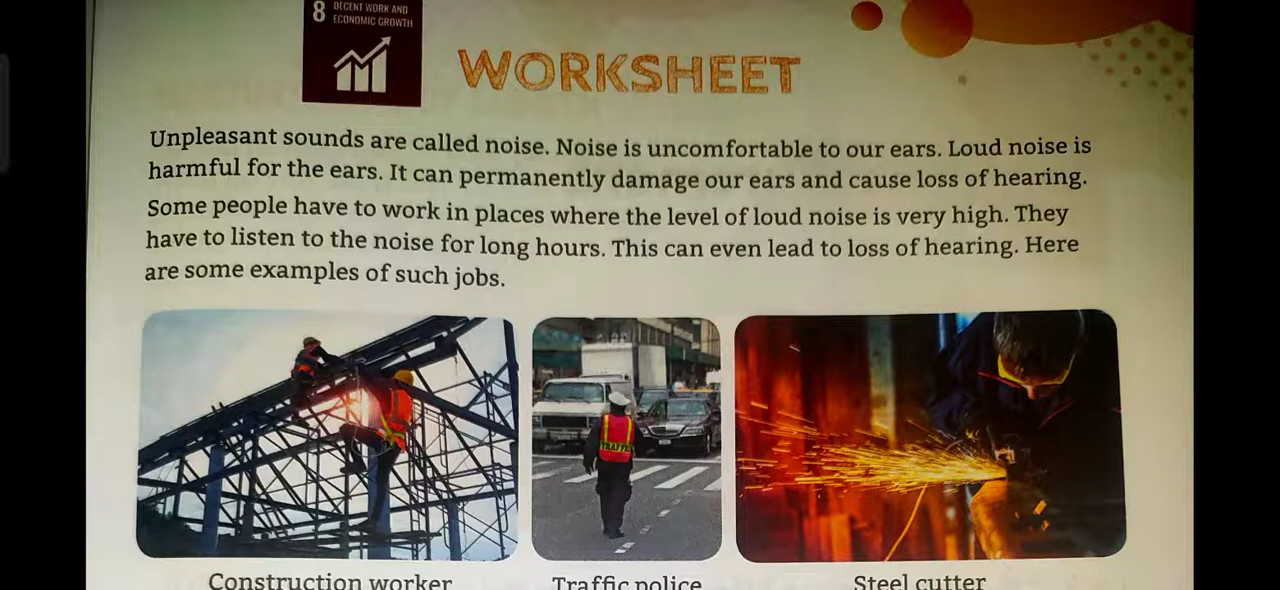 8 DECENT WORK AND
ECONOMIC GROWTH
WORKSHEET
Unpleasant sounds are called noise. Noise is uncomfortable to our ears. Loud noise is
harmful for the ears. It can permanently damage our ears and cause loss of hearing.
Some people have to work in places where the level of loud noise is very high. They
have to listen to the noise for long hours. This can even lead to loss of hearing. Here
are some examples of such jobs.
TRAFFIC
Construction worker Traffic police Steel cutter